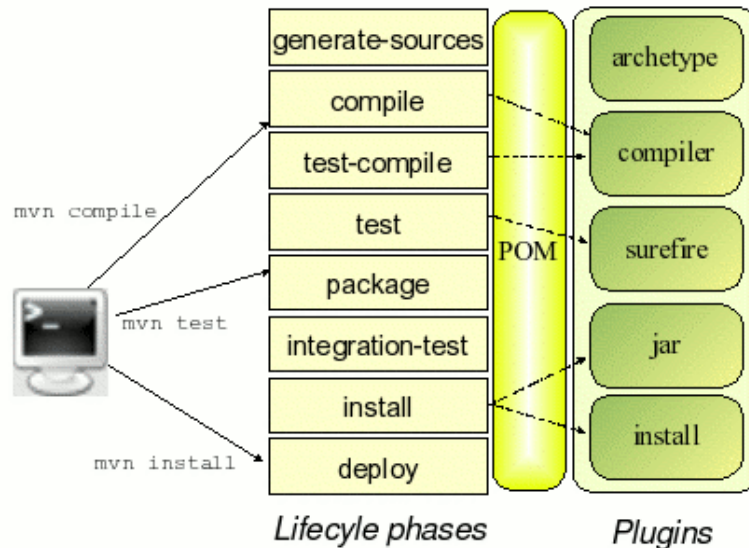 generate-sources
compile
test-compile
test
package
integration-test
install
deploy
mvn compile
mvn test
mvn install
>_
POM
archetype
compiler
surefire
jar
install
Lifecyle phases
Plugins